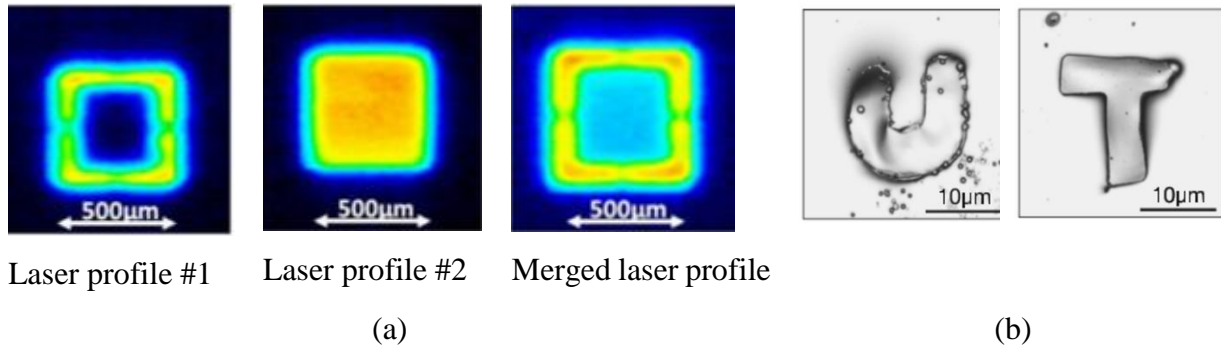 500µm
500µm
500µm
10µm
10µm
Laser profile #1
Laser profile #2
Merged laser profile
(a)
(b)